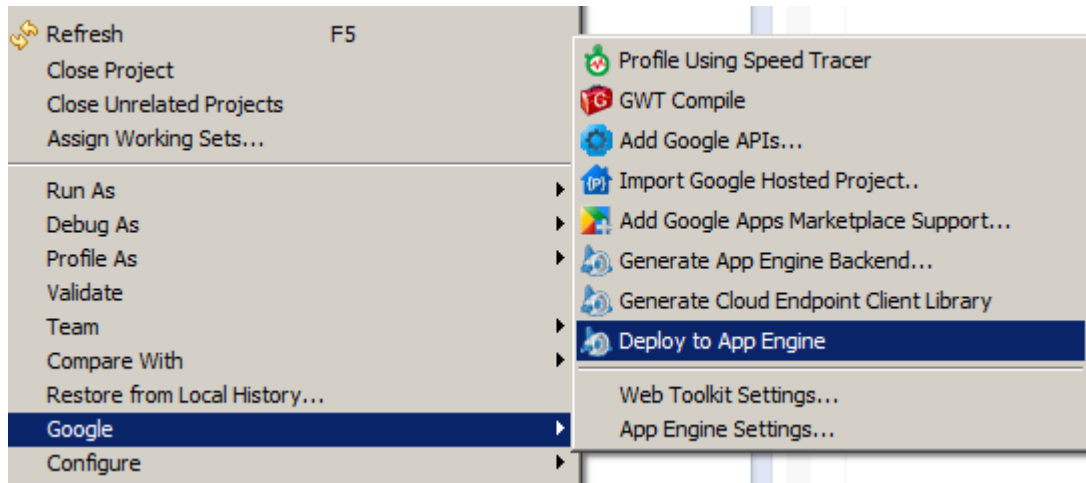 Refresh F5
Close Project
Close Unrelated Projects
Assign Working Sets...
Run As
Debug As
Profile As
Validate
Team
Compare With
Restore from Local History...
Google
Configure
Profile Using Speed Tracer
GWT Compile
Add Google APIs...
Import Google Hosted Project..
Add Google Apps Marketplace Support...
Generate App Engine Backend...
Generate Cloud Endpoint Client Library
Deploy to App Engine
Web Toolkit Settings...
App Engine Settings...